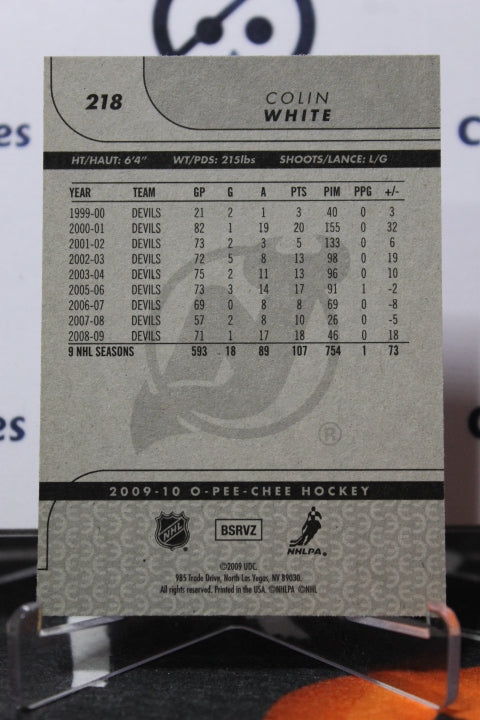 218
COLIN
WHITE
HT/HAUT: 6'4" WT/PDS: 215lbs SHOOTS/LANCE: L/G
YEAR TEAM GP G A PTS PIM PPG +/-
1999-00 DEVILS 21 2 1 3 40 0 3
2000-01 DEVILS 82 1 19 20 155 0 32
2001-02 DEVILS 73 2 3 5 133 0 6
2002-03 DEVILS 72 5 8 13 98 0 19
2003-04 DEVILS 75 2 11 13 96 0 10
2005-06 DEVILS 73 3 14 17 91 1 -2
2006-07 DEVILS 69 0 8 8 69 0 -8
2007-08 DEVILS 57 2 8 10 26 0 -5
2008-09 DEVILS 71 1 17 18 46 0 18
9 NHL SEASONS 593 18 89 107 754 1 73
®
2009-10 O-PEE-CHEE HOCKEY
NHL BSRVZ NHLPA®
©2009 UDC.
985 Trade Drive, North Las Vegas, NV 89030.
All rights reserved. Printed in the USA. ©NHLPA ©NHL